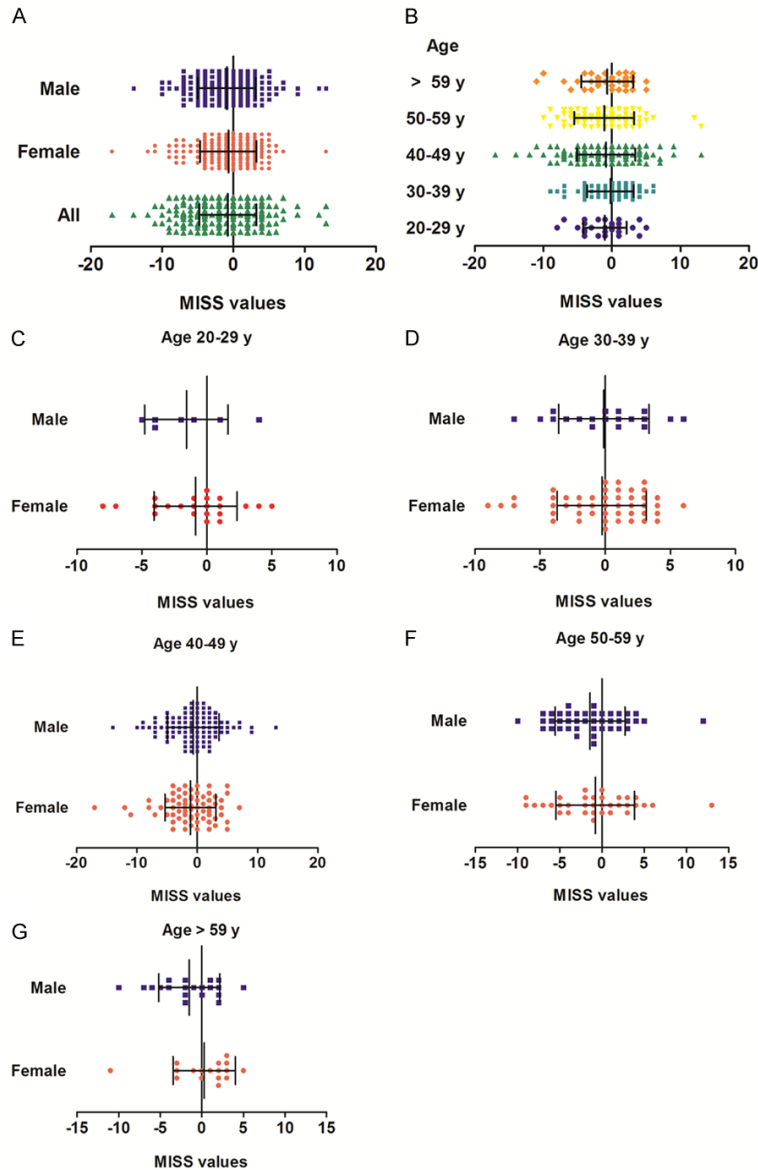 A
Male
Female
All
-20 -10 0 10 20
MISS values
B
Age
> 59 y
50-59 y
40-49 y
30-39 y
20-29 y
-20 -10 0 10 20
MISS values
C
Age 20-29 y
Male
Female
-10 -5 0 5 10
MISS values
D
Age 30-39 y
Male
Female
-10 -5 0 5 10
MISS values
E
Age 40-49 y
Male
Female
-20 -10 0 10 20
MISS values
F
Age 50-59 y
Male
Female
-15 -10 -5 0 5 10 15
MISS values
G
Age > 59 y
Male
Female
-15 -10 -5 0 5 10 15
MISS values